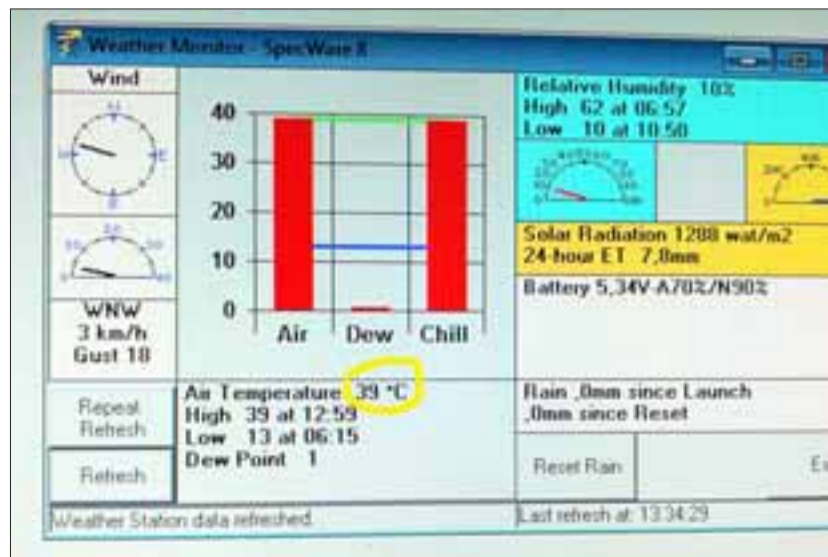 Weather Monitor - SpecWare 8
Wind
N
E
WNW
3 km/h
Gust 18
40
30
20
10
0
Air Dew Chill
Relative Humidity 10%
High 62 at 06:57
Low 10 at 10:50
Solar Radiation 1288 wat/m2
24-hour ET 7,8mm
Battery 5,34V-A70%/N90%
Air Temperature 39 °C
High 39 at 12:59
Low 13 at 06:15
Dew Point 1
Rain ,0mm since Launch
,0mm since Reset
Repeat
Refresh
Refresh
Reset Rain
Ex
Weather Station data refreshed
Last refresh at: 13:34:29